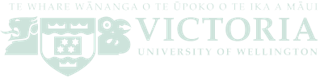 TE WHARE WĀNANGA O TE ŪPOKO O TE IKA A MĀUI
VICTORIA
UNIVERSITY OF WELLINGTON